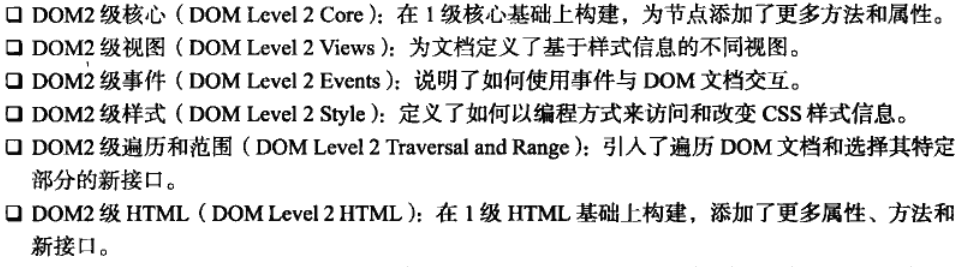 ❑ DOM2 级核心（DOM Level 2 Core）：在 1 级核心基础上构建，为节点添加了更多方法和属性。
❑ DOM2 级视图（DOM Level 2 Views）：为文档定义了基于样式信息的不同视图。
❑ DOM2 级事件（DOM Level 2 Events）：说明了如何使用事件与 DOM 文档交互。
❑ DOM2 级样式（DOM Level 2 Style）：定义了如何以编程方式来访问和改变 CSS 样式信息。
❑ DOM2 级遍历和范围（DOM Level 2 Traversal and Range）：引入了遍历 DOM 文档和选择其特定
部分的新接口。
❑ DOM2 级 HTML（DOM Level 2 HTML）：在 1 级 HTML 基础上构建，添加了更多属性、方法和
新接口。